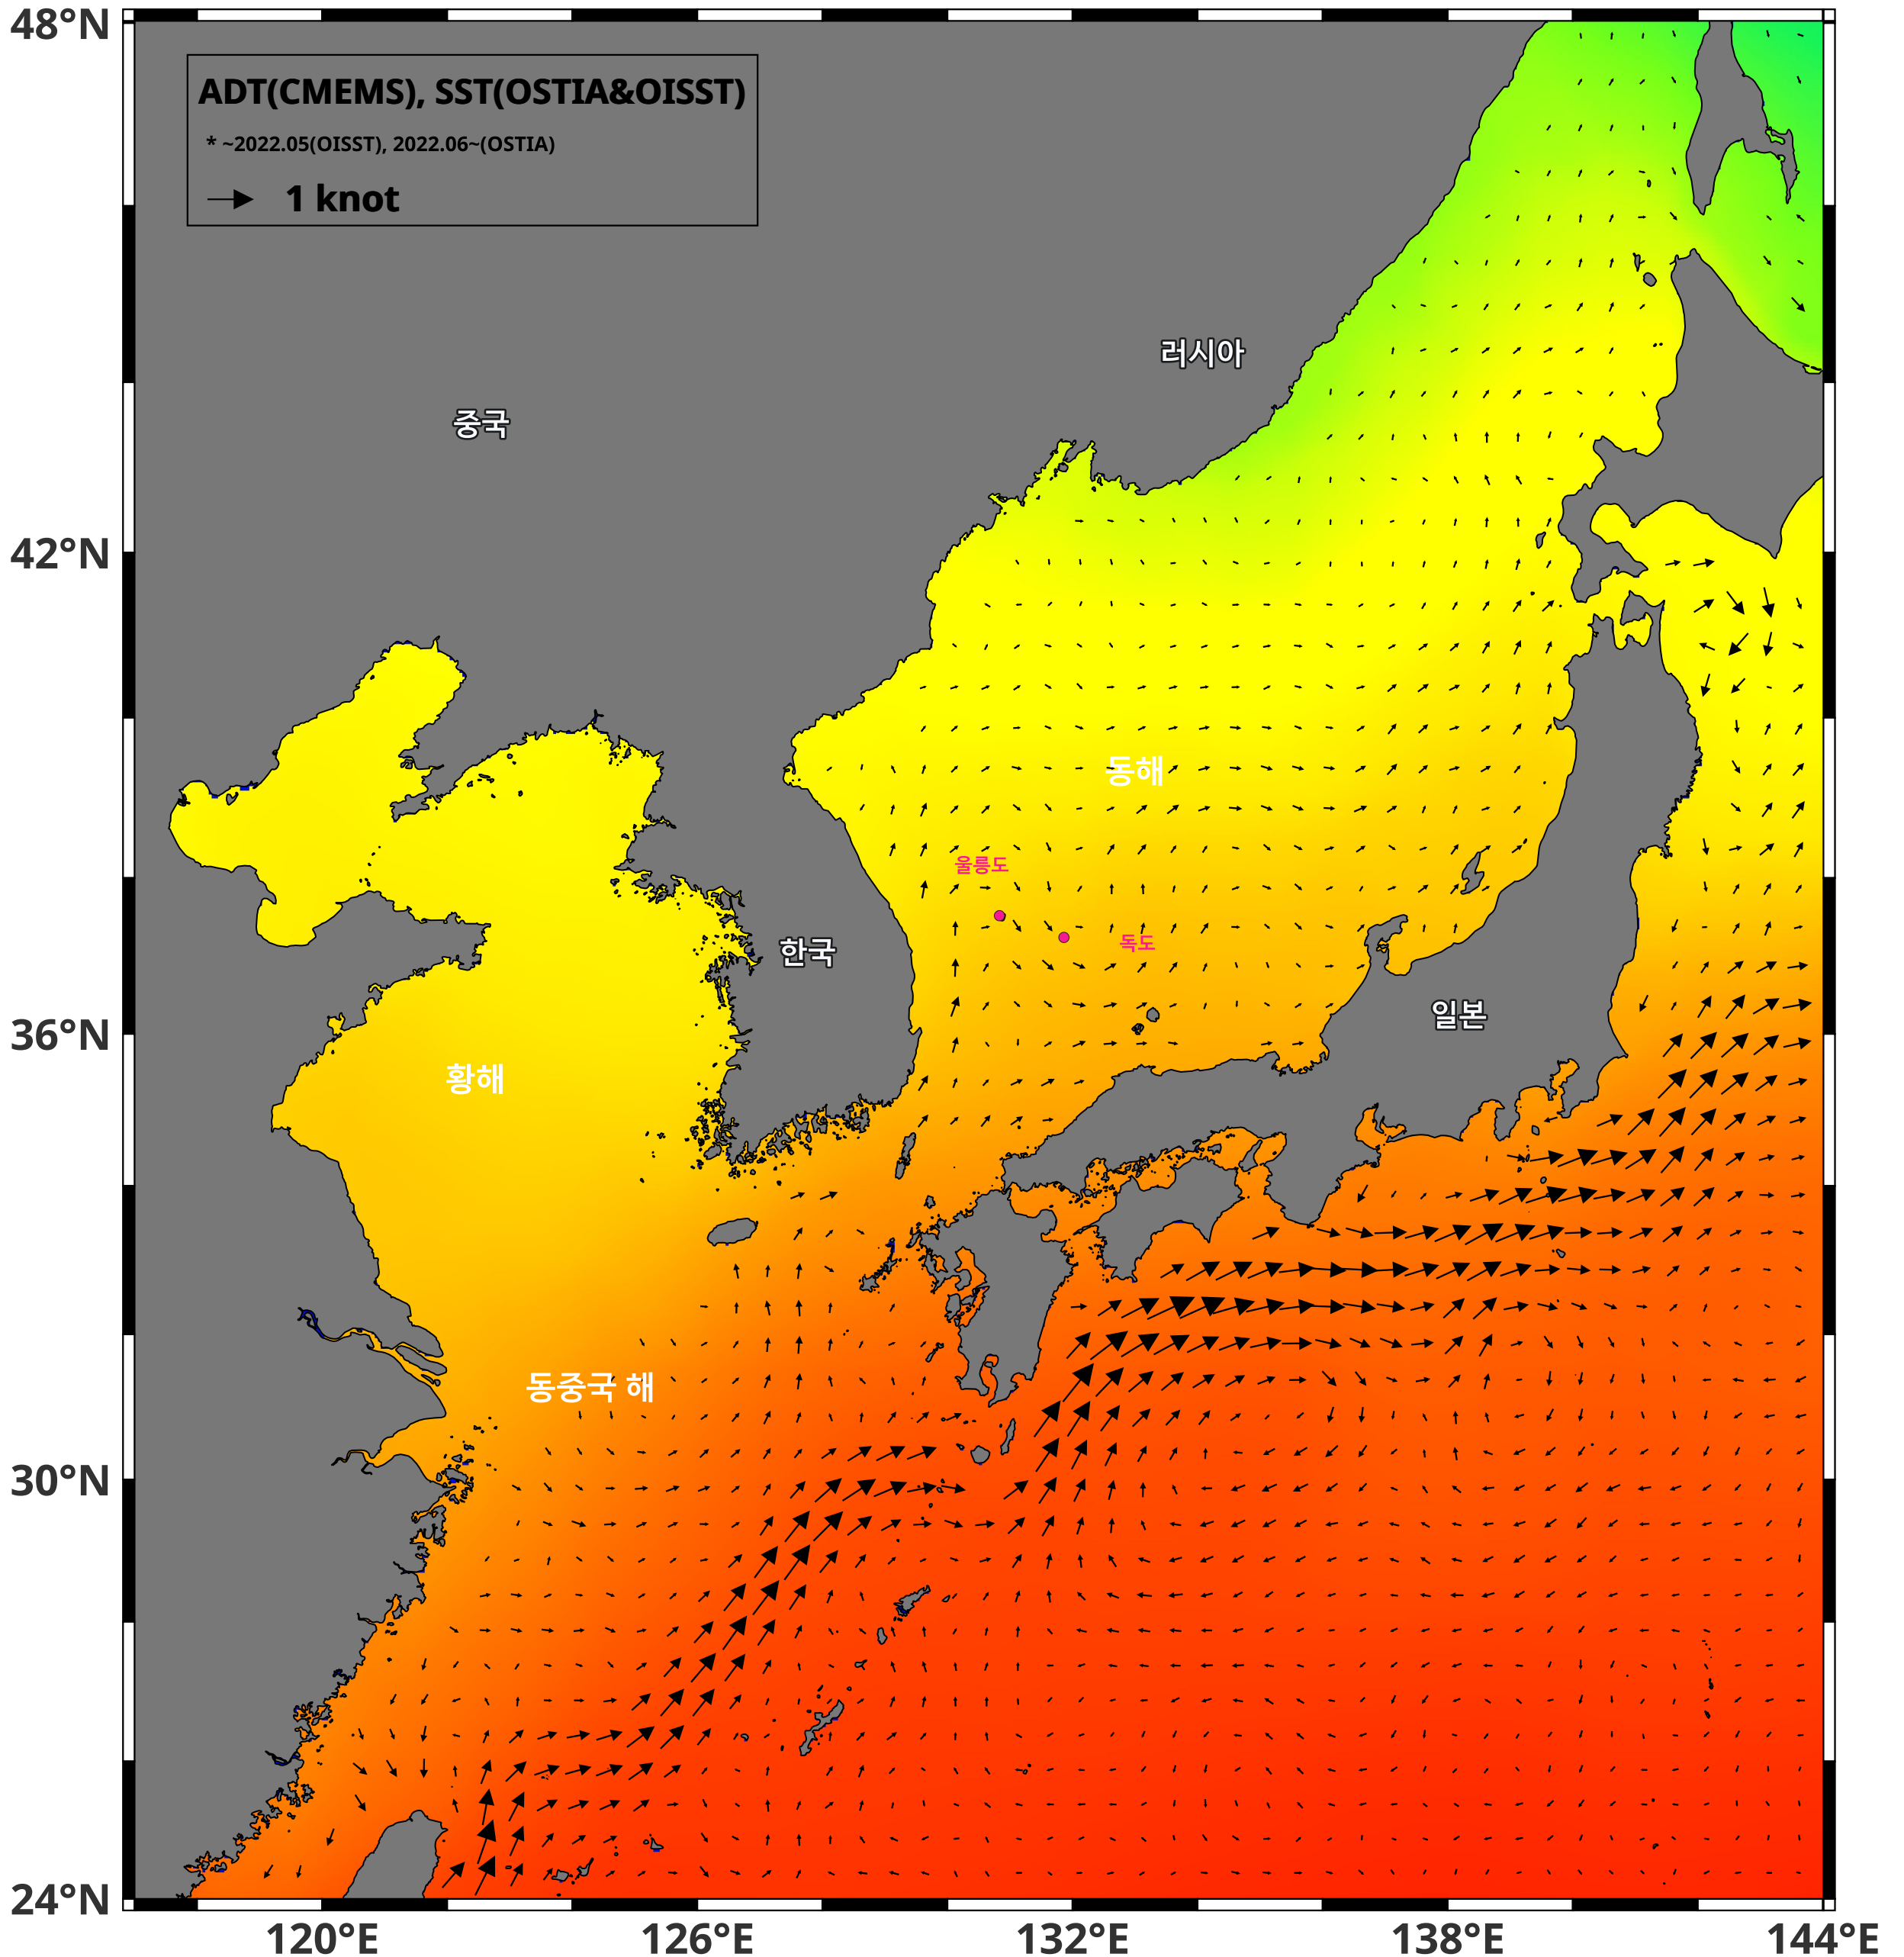 48°N
ADT(CMEMS), SST(OSTIA&OISST)
* ~2022.05(OISST), 2022.06~(OSTIA)
1 knot
러시아
중국
42°N
동해
울릉도
독도
한국
일본
36°N
황해
동중국 해
30°N
24°N
120°E 126°E 132°E 138°E 144°E